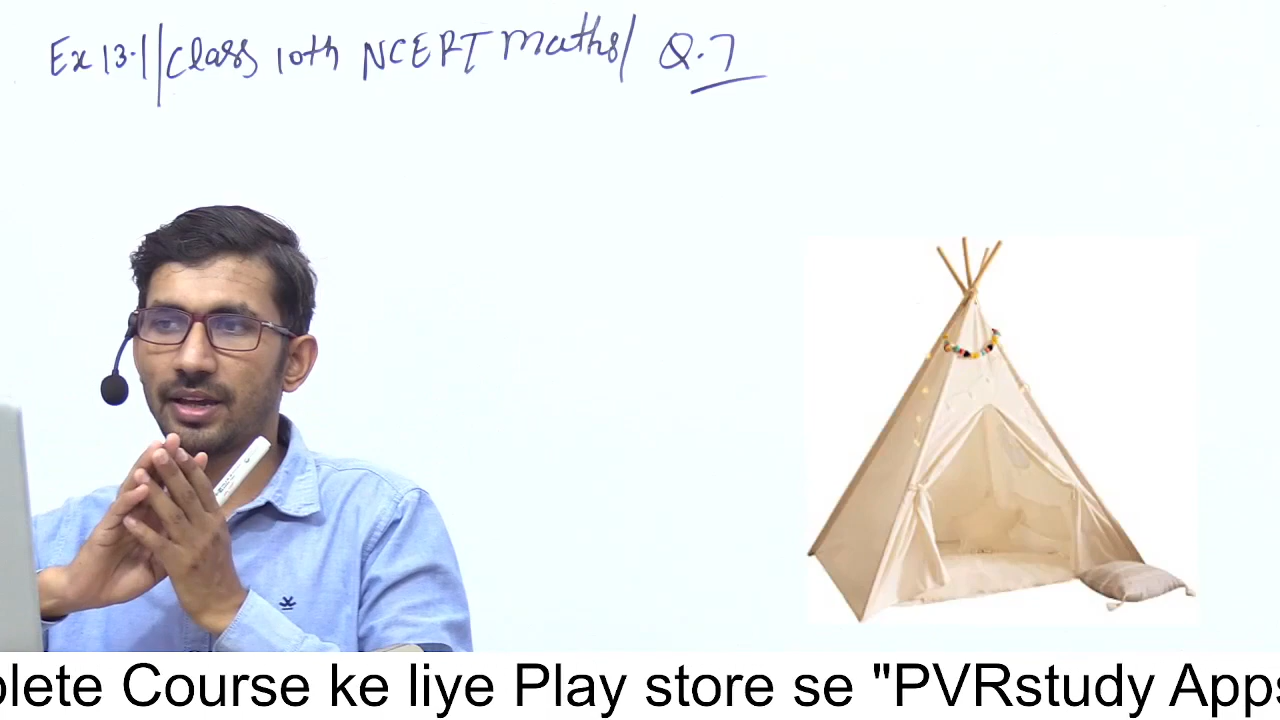 Ex 13.1/Class 10th NCERT Maths/ Q.7
plete Course ke liye Play store se "PVRstudy Apps